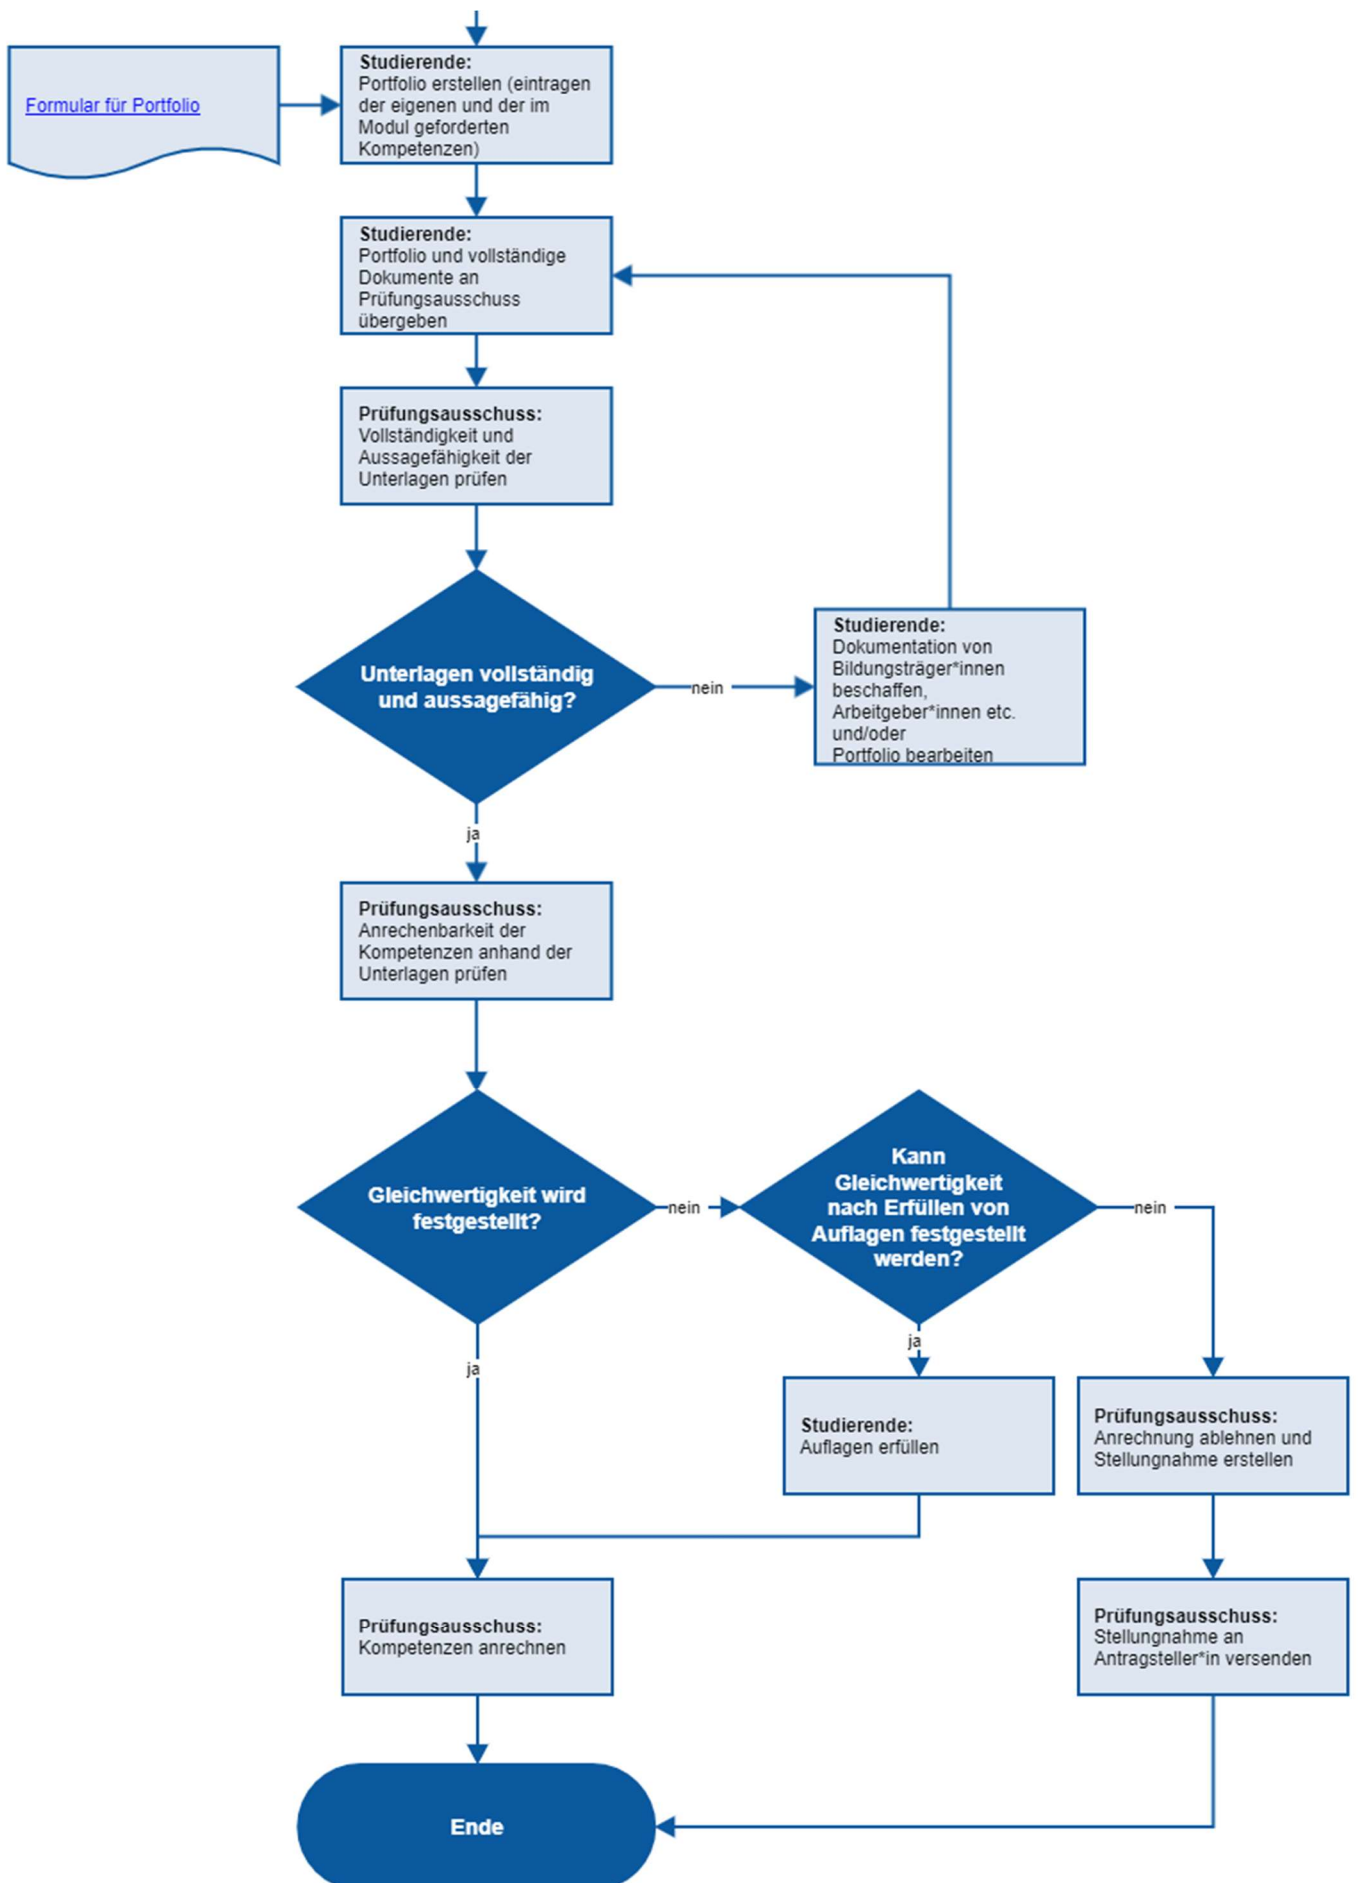 Formular für Portfolio
Studierende:
Portfolio erstellen (eintragen
der eigenen und der im
Modul geforderten
Kompetenzen)
Studierende:
Portfolio und vollständige
Dokumente an
Prüfungsausschuss
übergeben
Prüfungsausschuss:
Vollständigkeit und
Aussagefähigkeit der
Unterlagen prüfen
Unterlagen vollständig
und aussagefähig?
nein
Studierende:
Dokumentation von
Bildungsträger*innen
beschaffen,
Arbeitgeber*innen etc.
und/oder
Portfolio bearbeiten
ja
Prüfungsausschuss:
Anrechenbarkeit der
Kompetenzen anhand der
Unterlagen prüfen
Gleichwertigkeit wird
festgestellt?
nein
Kann
Gleichwertigkeit
nach Erfüllen von
Auflagen festgestellt
werden?
nein
ja
ja
Studierende:
Auflagen erfüllen
Prüfungsausschuss:
Anrechnung ablehnen und
Stellungnahme erstellen
Prüfungsausschuss:
Kompetenzen anrechnen
Prüfungsausschuss:
Stellungnahme an
Antragsteller*in versenden
Ende